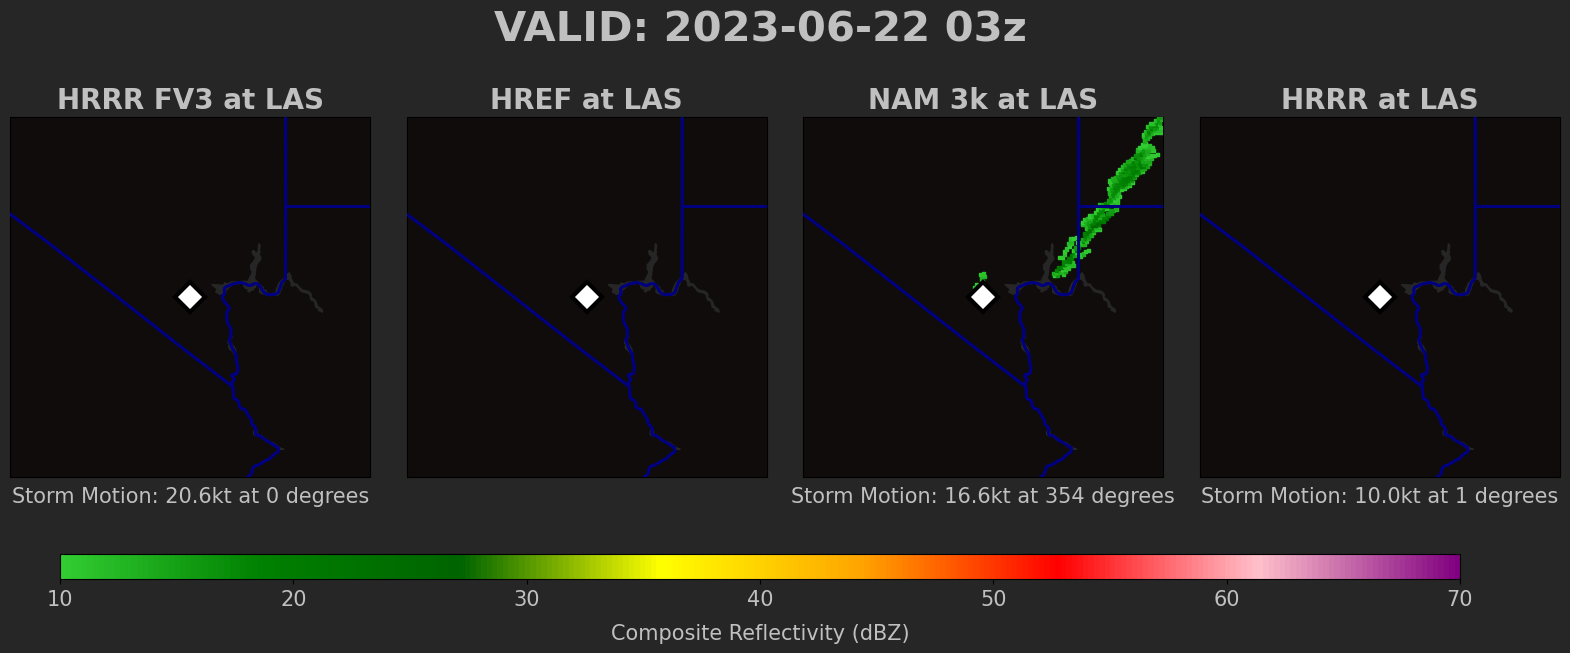 VALID: 2023-06-22 03z
HRRR FV3 at LAS
HREF at LAS
NAM 3k at LAS
HRRR at LAS
Storm Motion: 20.6kt at 0 degrees
Storm Motion: 16.6kt at 354 degrees
Storm Motion: 10.0kt at 1 degrees
10 20 30 40 50 60 70
Composite Reflectivity (dBZ)